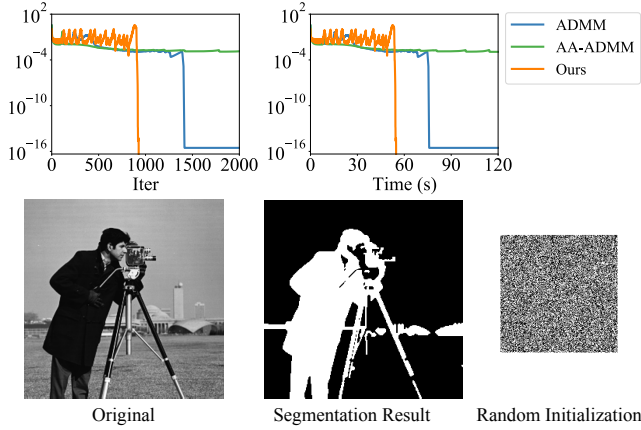 10^2
10^-4
10^-10
10^-16
0 500 1000 1500 2000
Iter
10^2
10^-4
10^-10
10^-16
0 30 60 90 120
Time (s)
ADMM
AA-ADMM
Ours
Original
Segmentation Result
Random Initialization